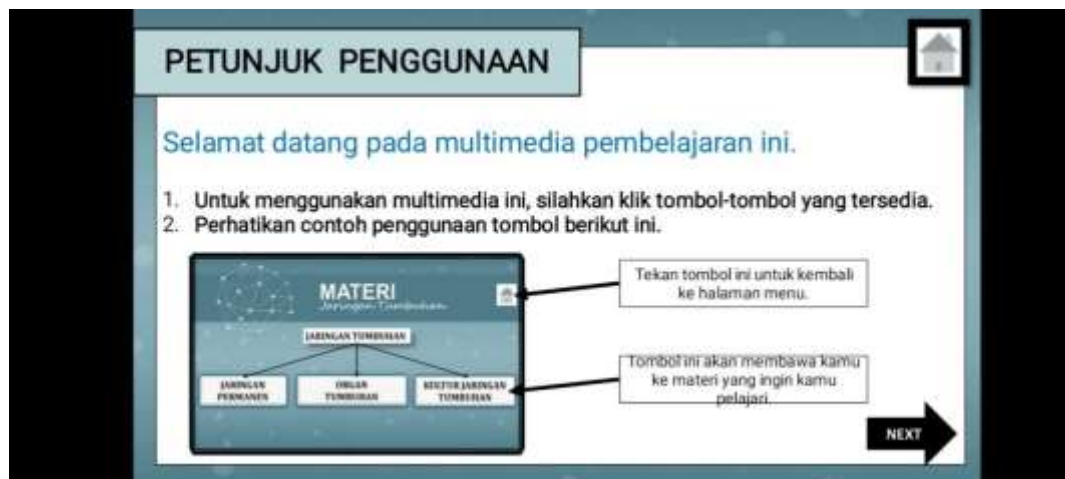 PETUNJUK PENGGUNAAN
Selamat datang pada multimedia pembelajaran ini.
1. Untuk menggunakan multimedia ini, silahkan klik tombol-tombol yang tersedia.
2. Perhatikan contoh penggunaan tombol berikut ini.
MATERI
Jaringan Tumbuhan
JARINGAN TUMBUHAN
JARINGAN
PERMANEN
ORGAN
TUMBUHAN
KULTUR JARINGAN
TUMBUHAN
Tekan tombol ini untuk kembali
ke halaman menu.
Tombol ini akan membawa kamu
ke materi yang ingin kamu
pelajari.
NEXT